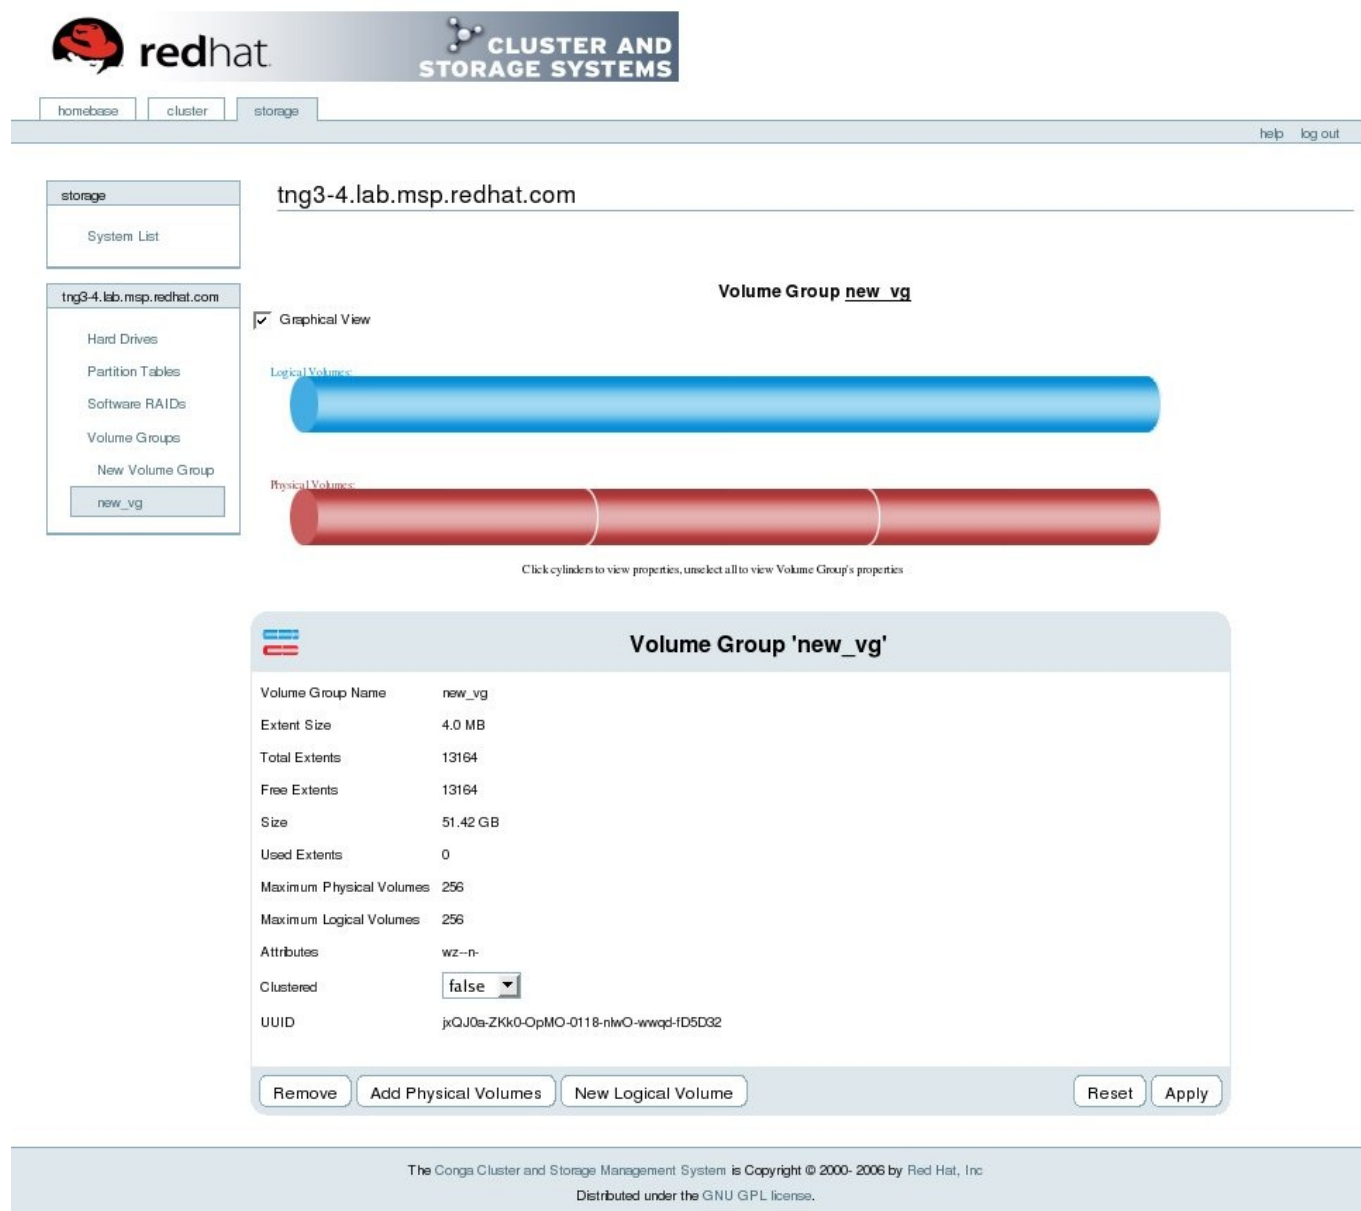 redhat
CLUSTER AND
STORAGE SYSTEMS
homebase cluster storage
help log out
storage
System List
tng3-4.lab.msp.redhat.com
Hard Drives
Partition Tables
Software RAIDs
Volume Groups
New Volume Group
new_vg
tng3-4.lab.msp.redhat.com
Volume Group new_vg
Graphical View
Logical Volumes:
Physical Volumes:
Click cylinders to view properties, unselect all to view Volume Group's properties
Volume Group 'new_vg'
Volume Group Name new_vg
Extent Size 4.0 MB
Total Extents 13164
Free Extents 13164
Size 51.42 GB
Used Extents 0
Maximum Physical Volumes 256
Maximum Logical Volumes 256
Attributes wz--n-
Clustered false
UUID jxQJ0a-ZKk0-OpMO-0118-nlwO-wwqd-fD5D32
Remove Add Physical Volumes New Logical Volume Reset Apply
The Conga Cluster and Storage Management System is Copyright © 2000- 2006 by Red Hat, Inc
Distributed under the GNU GPL license.